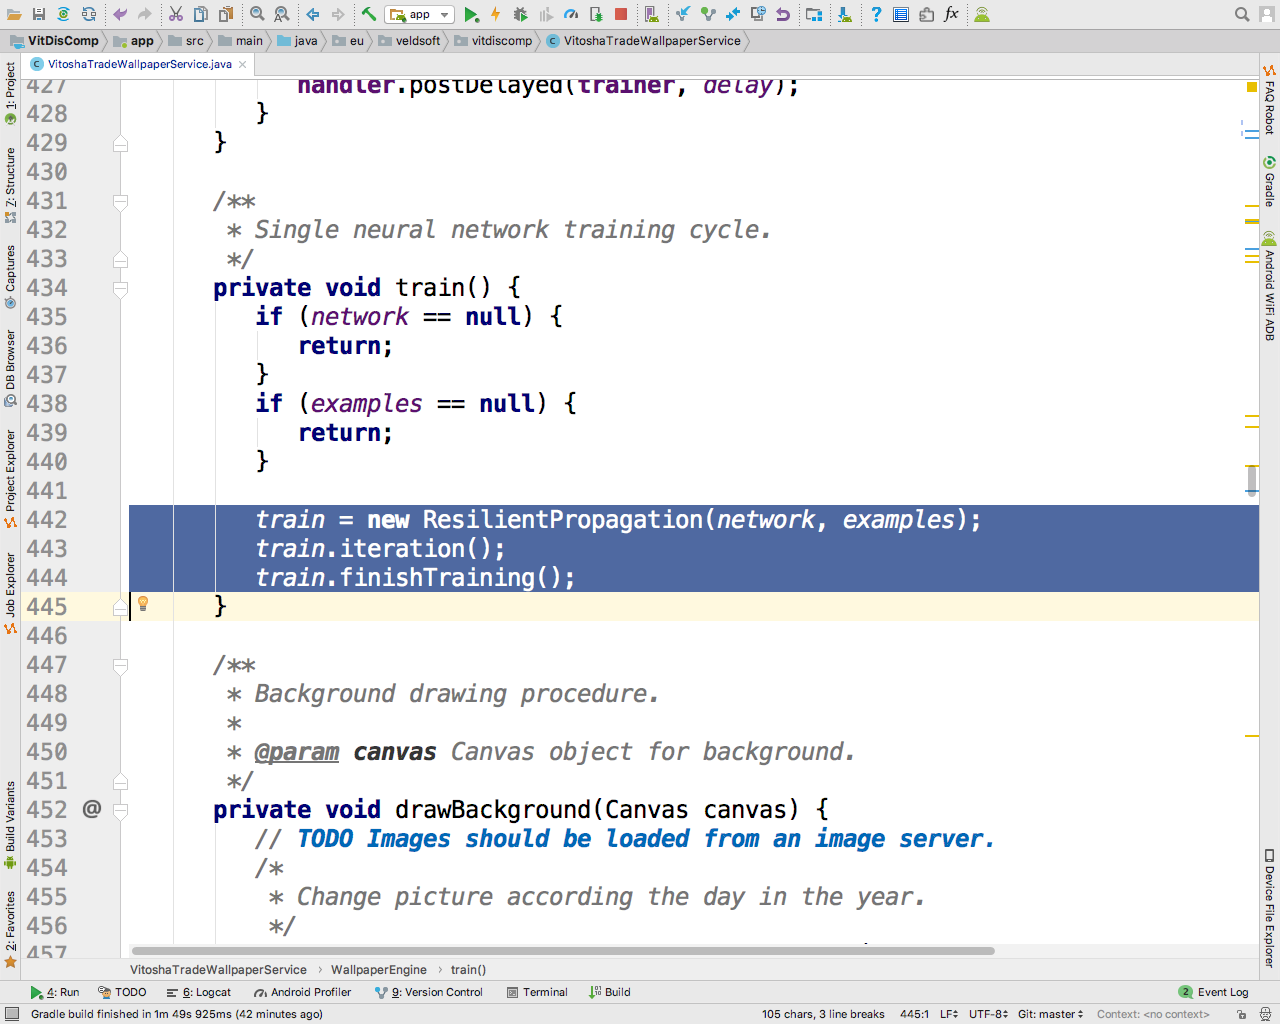 app
VitDisComp app src main java eu veldsoft vitdiscomp VitoshaTradeWallpaperService
VitoshaTradeWallpaperService.java
1: Project
Z: Structure
Captures
DB Browser
Project Explorer
Job Explorer
Build Variants
2: Favorites
427 handler.postDelayed(trainer, delay);
428 }
429 }
430
431 /**
432 * Single neural network training cycle.
433 */
434 private void train() {
435 if (network == null) {
436 return;
437 }
438 if (examples == null) {
439 return;
440 }
441
442 train = new ResilientPropagation(network, examples);
443 train.iteration();
444 train.finishTraining();
445 }
446
447 /**
448 * Background drawing procedure.
449 *
450 * @param canvas Canvas object for background.
451 */
452 @ private void drawBackground(Canvas canvas) {
453 // TODO Images should be loaded from an image server.
454 /*
455 * Change picture according the day in the year.
456 */
457
FAQ Robot
Gradle
Android WiFi ADB
Device File Explorer
VitoshaTradeWallpaperService › WallpaperEngine › train()
4: Run TODO 6: Logcat Android Profiler 9: Version Control Terminal Build 2 Event Log
Gradle build finished in 1m 49s 925ms (42 minutes ago) 105 chars, 3 line breaks 445:1 LF UTF-8 Git: master Context: <no context>